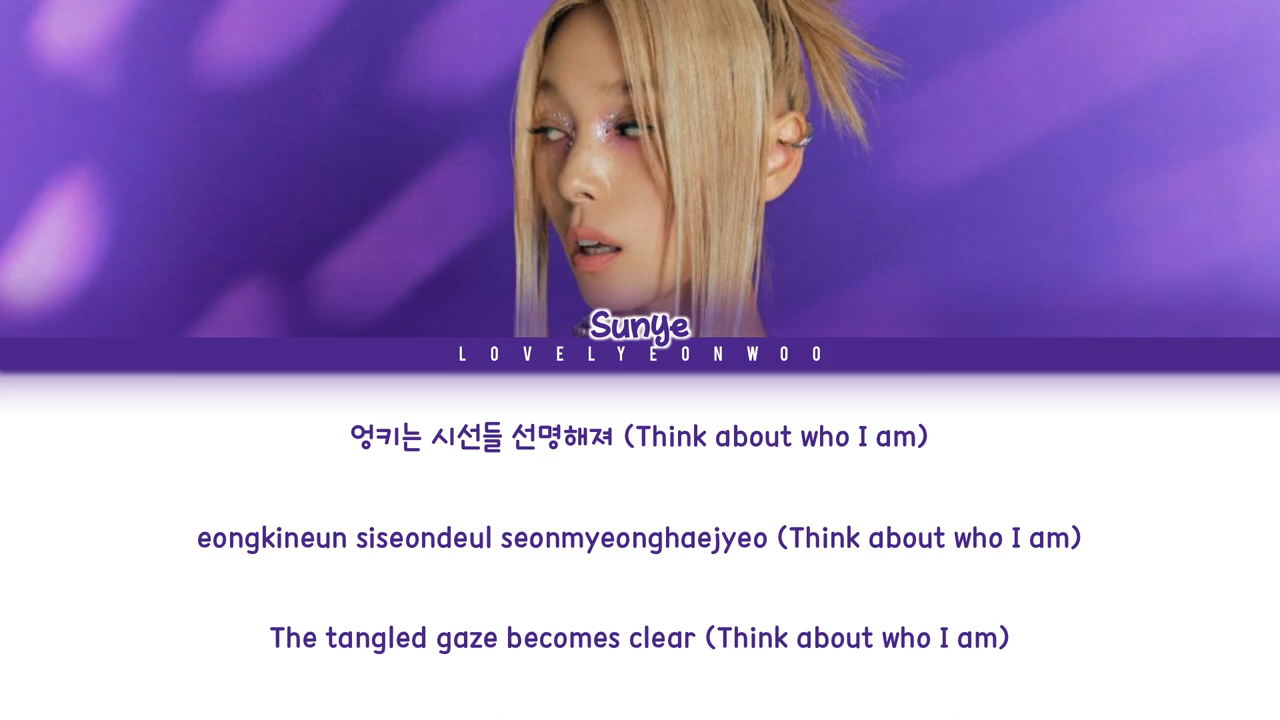 Sunye
LOVELYEONWOO
엉키는 시선들 선명해져 (Think about who I am)
eongkineun siseondeul seonmyeonghaejyeo (Think about who I am)
The tangled gaze becomes clear (Think about who I am)